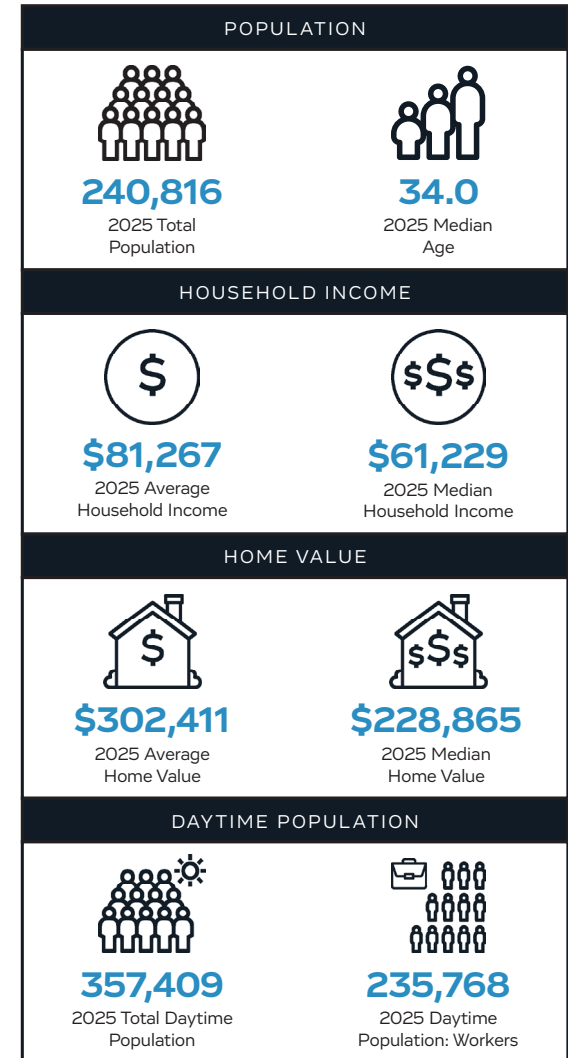 POPULATION
240,816
2025 Total
Population
34.0
2025 Median
Age
HOUSEHOLD INCOME
$
$81,267
2025 Average
Household Income
$$$
$61,229
2025 Median
Household Income
HOME VALUE
$
$302,411
2025 Average
Home Value
$$$
$228,865
2025 Median
Home Value
DAYTIME POPULATION
357,409
2025 Total Daytime
Population
235,768
2025 Daytime
Population: Workers